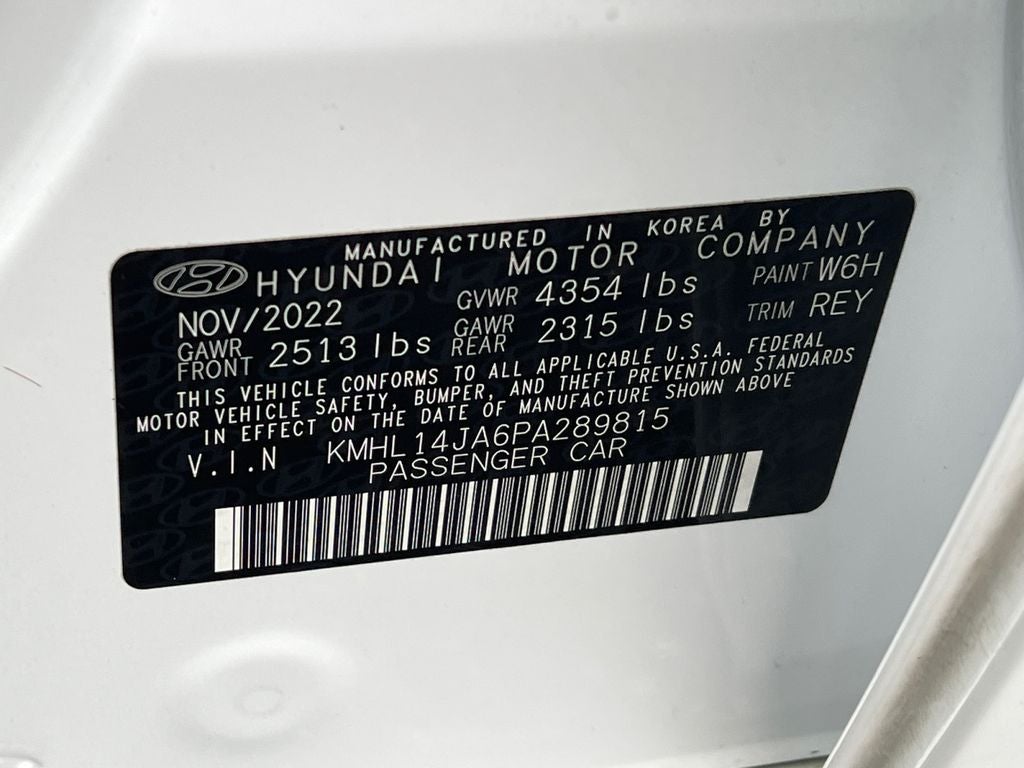 MANUFACTURED IN KOREA BY
HYUNDAI MOTOR COMPANY
NOV/2022 GVWR 4354 lbs PAINT W6H
GAWR FRONT 2513 lbs GAWR REAR 2315 lbs TRIM REY
THIS VEHICLE CONFORMS TO ALL APPLICABLE U.S.A. FEDERAL
MOTOR VEHICLE SAFETY, BUMPER, AND THEFT PREVENTION STANDARDS
IN EFFECT ON THE DATE OF MANUFACTURE SHOWN ABOVE
V.I.N KMHL14JA6PA289815
PASSENGER CAR